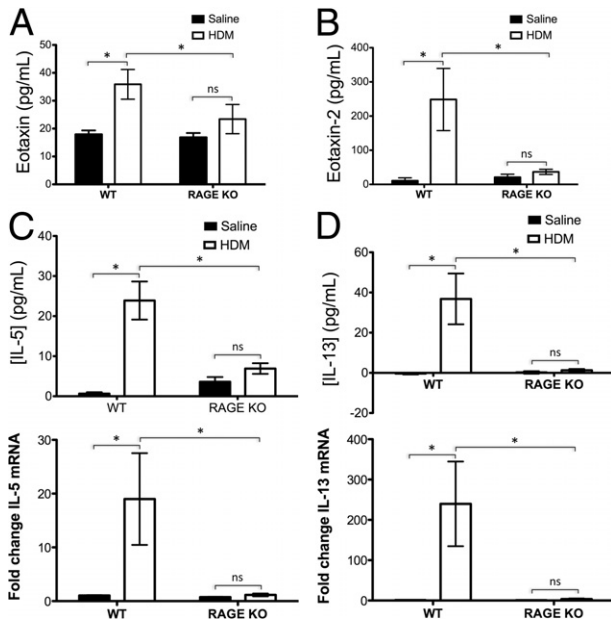 A
Saline
HDM
Eotaxin (pg/mL)
60
50
40
30
20
10
0
*
*
ns
WT
RAGE KO
B
Saline
HDM
Eotaxin-2 (pg/mL)
400
300
200
100
0
*
*
ns
WT
RAGE KO
C
Saline
HDM
[IL-5] (pg/mL)
40
30
20
10
0
*
*
ns
WT
RAGE KO
D
Saline
HDM
[IL-13] (pg/mL)
60
40
20
0
-20
*
*
ns
WT
RAGE KO
Fold change IL-5 mRNA
30
20
10
0
*
*
ns
WT
RAGE KO
Fold change IL-13 mRNA
400
300
200
100
0
*
*
ns
WT
RAGE KO